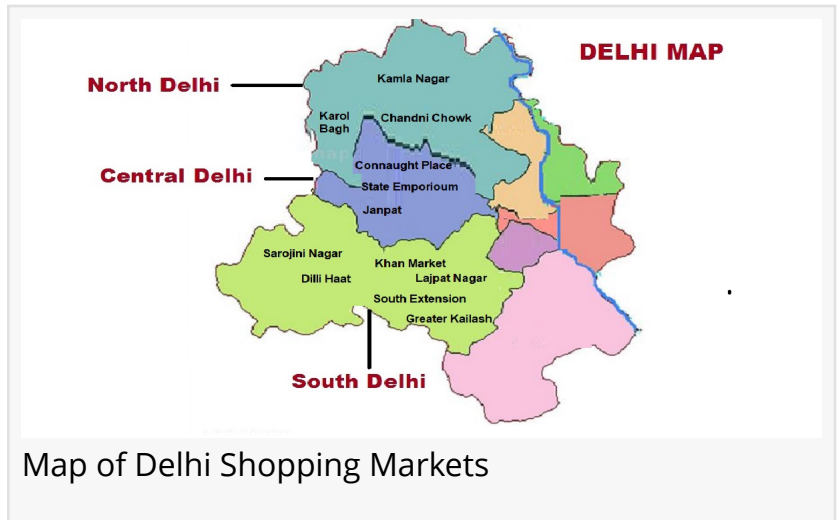 DELHI MAP
North Delhi
Kamla Nagar
Karol
Bagh
Chandni Chowk
Connaught Place
Central Delhi
State Emporioum
Janpat
Sarojini Nagar
Khan Market
Dilli Haat
Lajpat Nagar
South Extension
Greater Kailash
South Delhi
Map of Delhi Shopping Markets